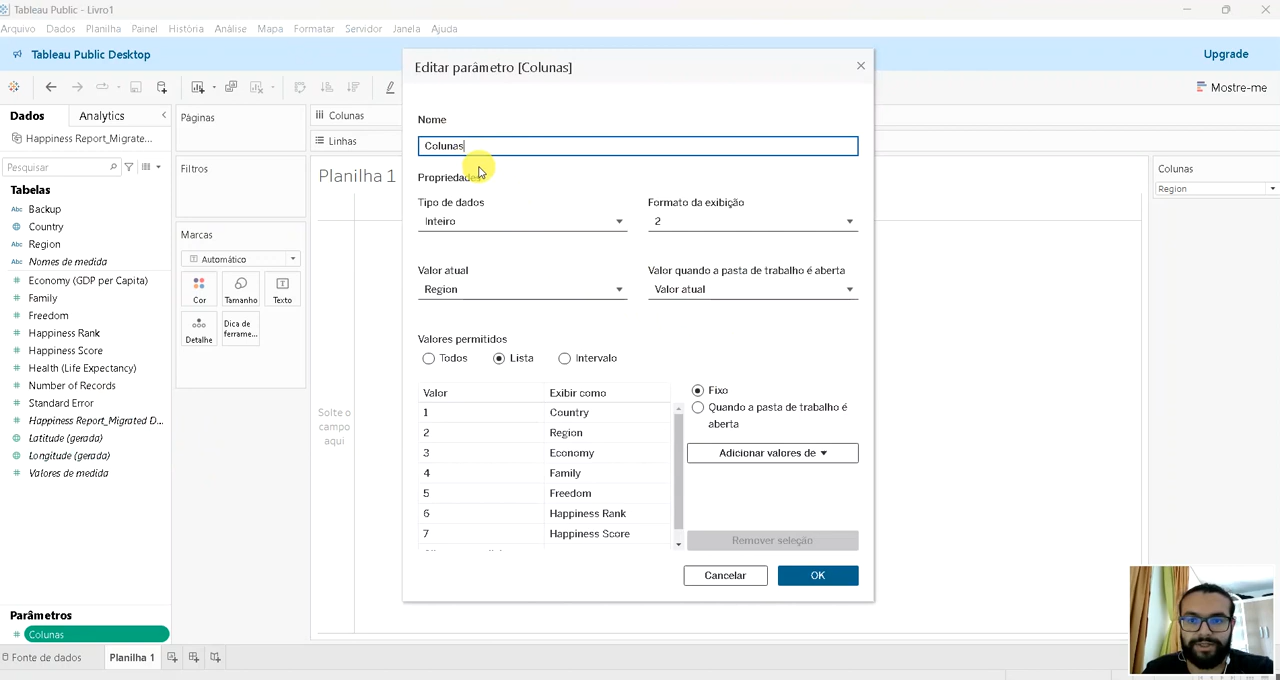 Tableau Public - Livro1
Arquivo Dados Planilha Painel História Análise Mapa Formatar Servidor Janela Ajuda
Tableau Public Desktop
Upgrade
Mostre-me
Dados
Analytics
Happiness Report_Migrate...
Pesquisar
Tabelas
Abc Backup
Country
Abc Region
Abc Nomes de medida
# Economy (GDP per Capita)
# Family
# Freedom
# Happiness Rank
# Happiness Score
# Health (Life Expectancy)
# Number of Records
# Standard Error
# Happiness Report_Migrated D...
Latitude (gerada)
Longitude (gerada)
# Valores de medida
Parâmetros
# Colunas
Fonte de dados
Planilha 1
Páginas
Filtros
Marcas
Automático
Cor
Tamanho
Texto
Detalhe
Dica de
ferrame...
Colunas
Linhas
Planilha 1
Solte o
campo
aqui
Editar parâmetro [Colunas]
Nome
Colunas
Propriedades
Tipo de dados
Formato da exibição
Inteiro
2
Valor atual
Valor quando a pasta de trabalho é aberta
Region
Valor atual
Valores permitidos
Todos
Lista
Intervalo
Valor Exibir como
1 Country
2 Region
3 Economy
4 Family
5 Freedom
6 Happiness Rank
7 Happiness Score
Fixo
Quando a pasta de trabalho é
aberta
Adicionar valores de
Remover seleção
Cancelar
OK
Colunas
Region